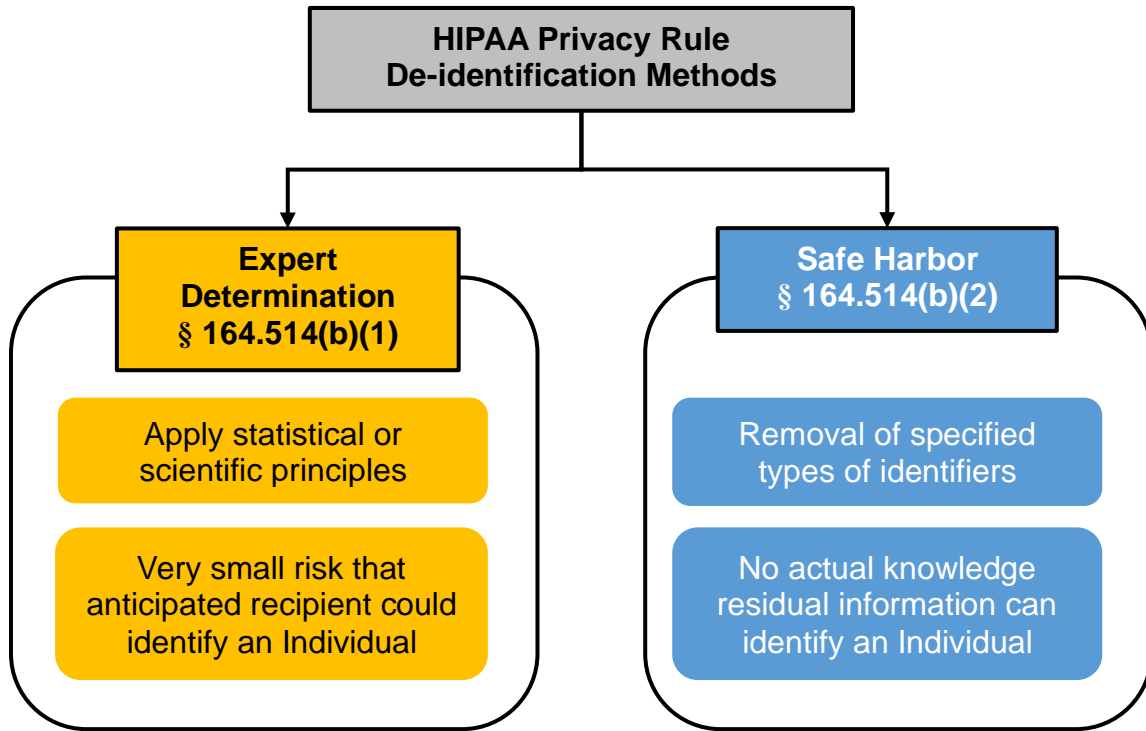 HIPAA Privacy Rule
De-identification Methods
Expert
Determination
§ 164.514(b)(1)
Apply statistical or
scientific principles
Very small risk that
anticipated recipient could
identify an Individual
Safe Harbor
§ 164.514(b)(2)
Removal of specified
types of identifiers
No actual knowledge
residual information can
identify an Individual